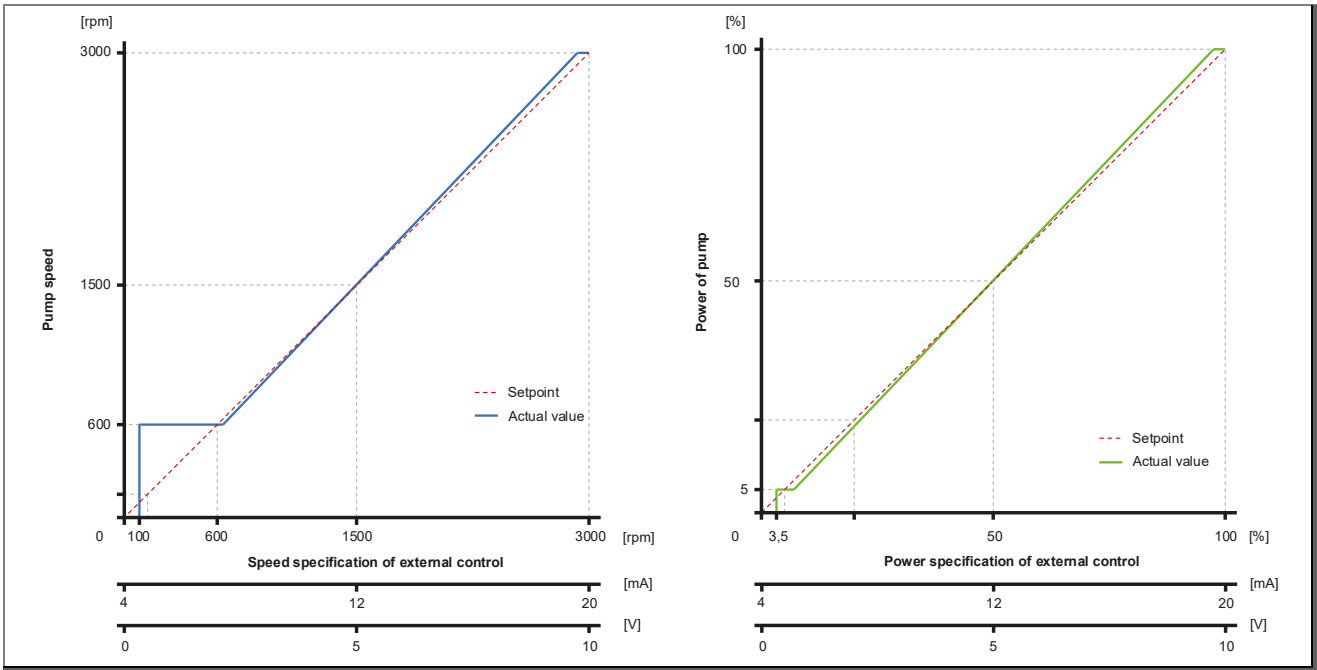 [rpm]
3000
1500
600
Pump speed
Setpoint
Actual value
0 100 600 1500 3000 [rpm]
Speed specification of external control
[mA]
4 12 20
[V]
0 5 10
[%]
100
50
5
Power of pump
Setpoint
Actual value
0 3,5 50 100 [%]
Power specification of external control
[mA]
4 12 20
[V]
0 5 10